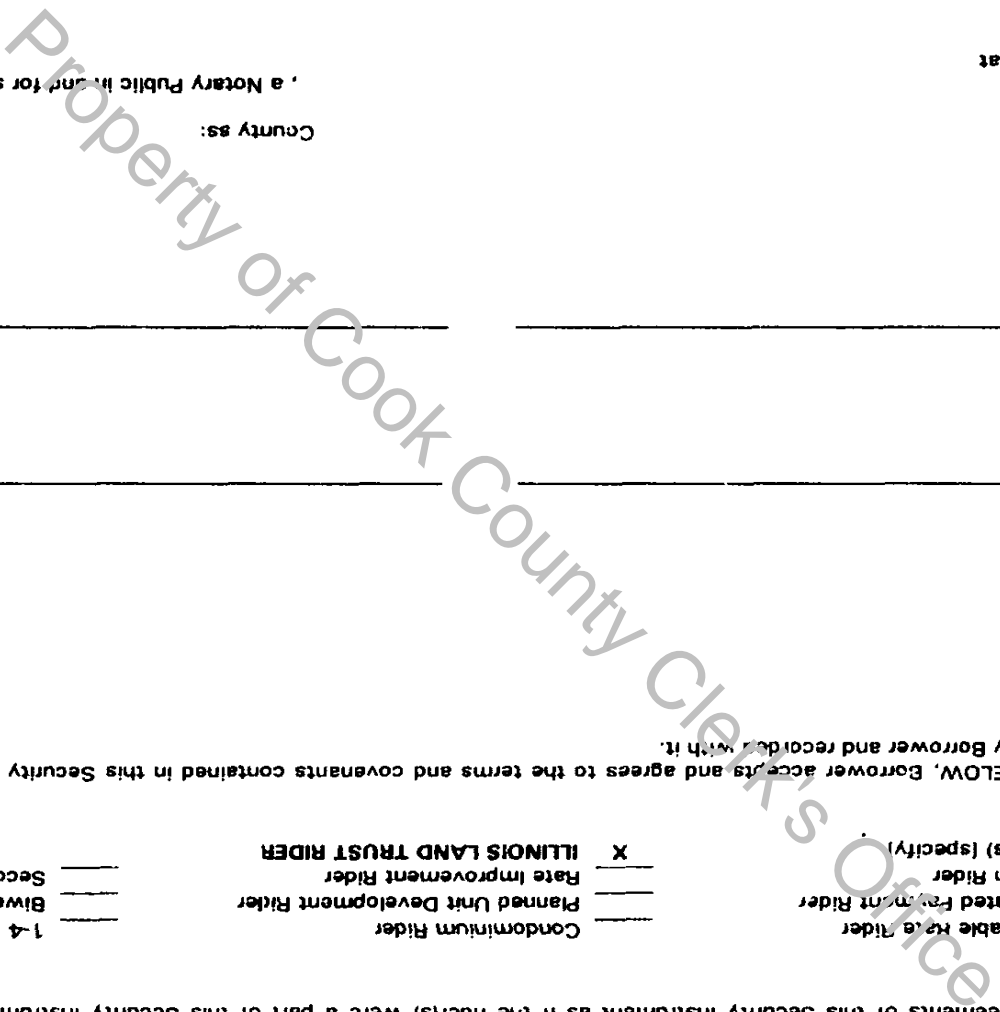 eements of this Security Instrument as if the rider(s) were a part of this Security Instrum
able Rate Rider Condominium Rider 1-4
ated Payment Rider Planned Unit Development Rider Biwe
n Rider Rate Improvement Rider Seco
s) [specify] X ILLINOIS LAND TRUST RIDER
ELOW, Borrower accepts and agrees to the terms and covenants contained in this Security
y Borrower and recorded with it.
County ss:
, a Notary Public in and for s
at
Property of Cook County Clerk's Office